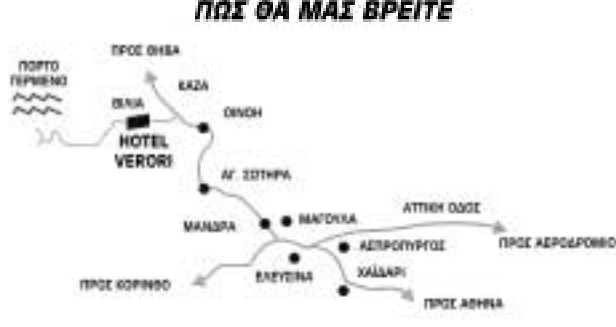 ΠΩΣ ΘΑ ΜΑΣ ΒΡΕΙΤΕ
ΠΡΟΣ ΘΗΒΑ
ΠΟΡΤΟ
ΓΕΡΜΕΝΟ
ΚΑΖΑ
ΒΙΛΙΑ
ΟΙΝΟΗ
HOTEL
VERORI
ΑΓ. ΣΩΤΗΡΑ
ΑΤΤΙΚΗ ΟΔΟΣ
ΜΑΝΔΡΑ
ΜΑΓΟΥΛΑ
ΠΡΟΣ ΑΕΡΟΔΡΟΜΙΟ
ΑΣΠΡΟΠΥΡΓΟΣ
ΕΛΕΥΣΙΝΑ
ΧΑΪΔΑΡΙ
ΠΡΟΣ ΚΟΡΙΝΘΟ
ΠΡΟΣ ΑΘΗΝΑ